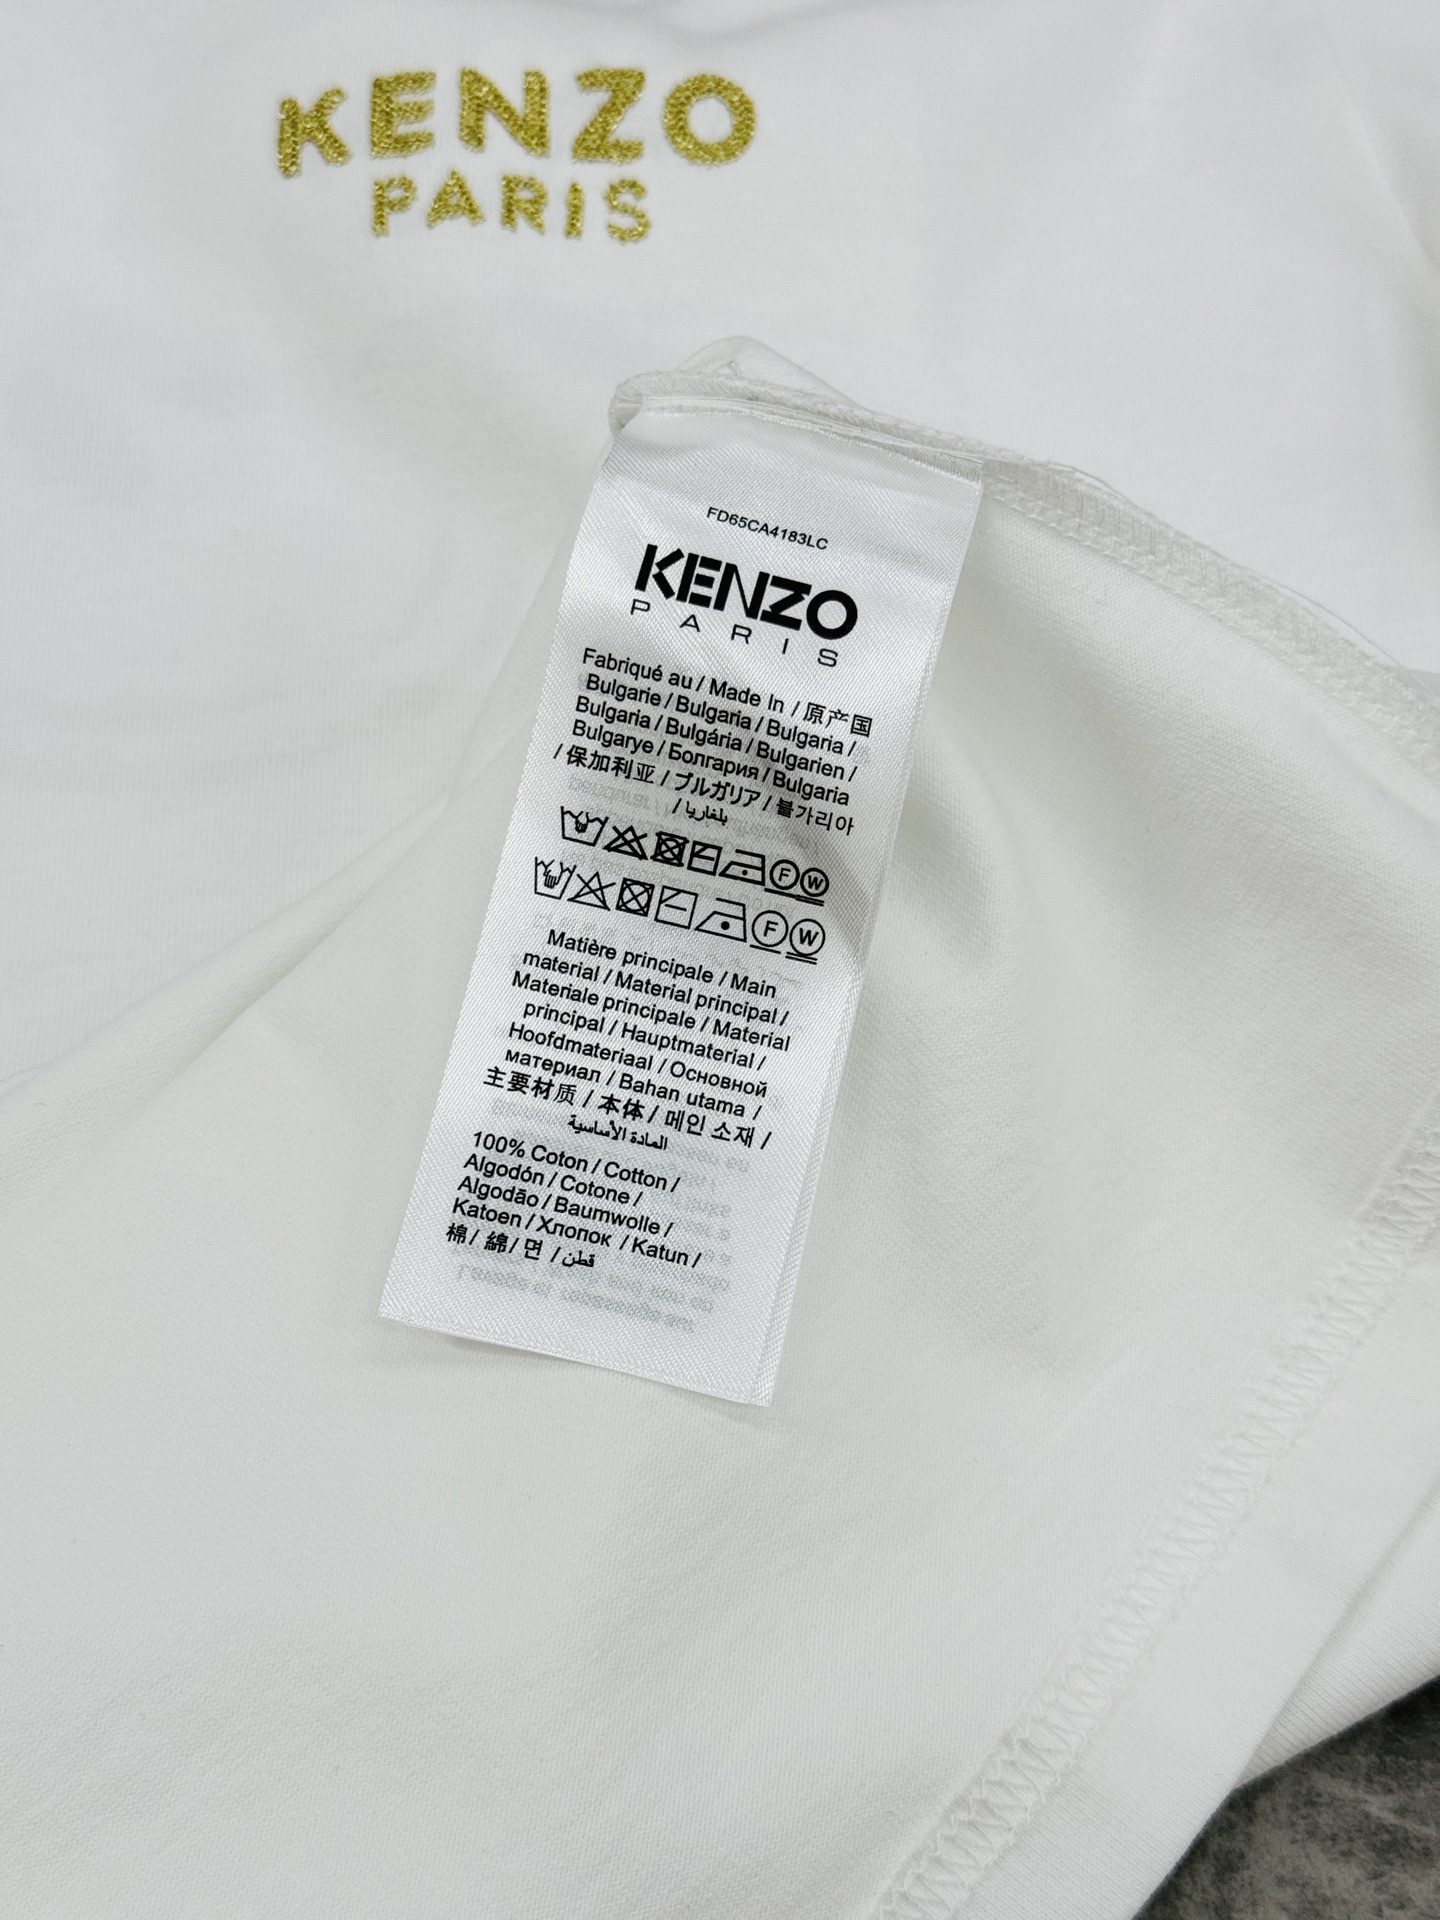 KENZO
PARIS
FD65CA4183LC
KENZO
PARIS
Fabriqué au / Made In / 原产国
Bulgarie / Bulgaria / Bulgaria /
Bulgaria / Bulgária / Bulgarien /
Bulgarye / Болгария / Bulgaria
/ 保加利亚 / ブルガリア / 불가리아
/ بلغاريا
F W
F W
Matière principale / Main
material / Material principal /
Materiale principale / Material
principal / Hauptmaterial /
Hoofdmateriaal / Основной
материал / Bahan utama /
主要材质 / 本体 / 메인 소재 /
المادة الأساسية
100% Coton / Cotton /
Algodón / Cotone /
Algodão / Baumwolle /
Katoen / Хлопок / Katun /
棉 / 綿 / 면 / قطن